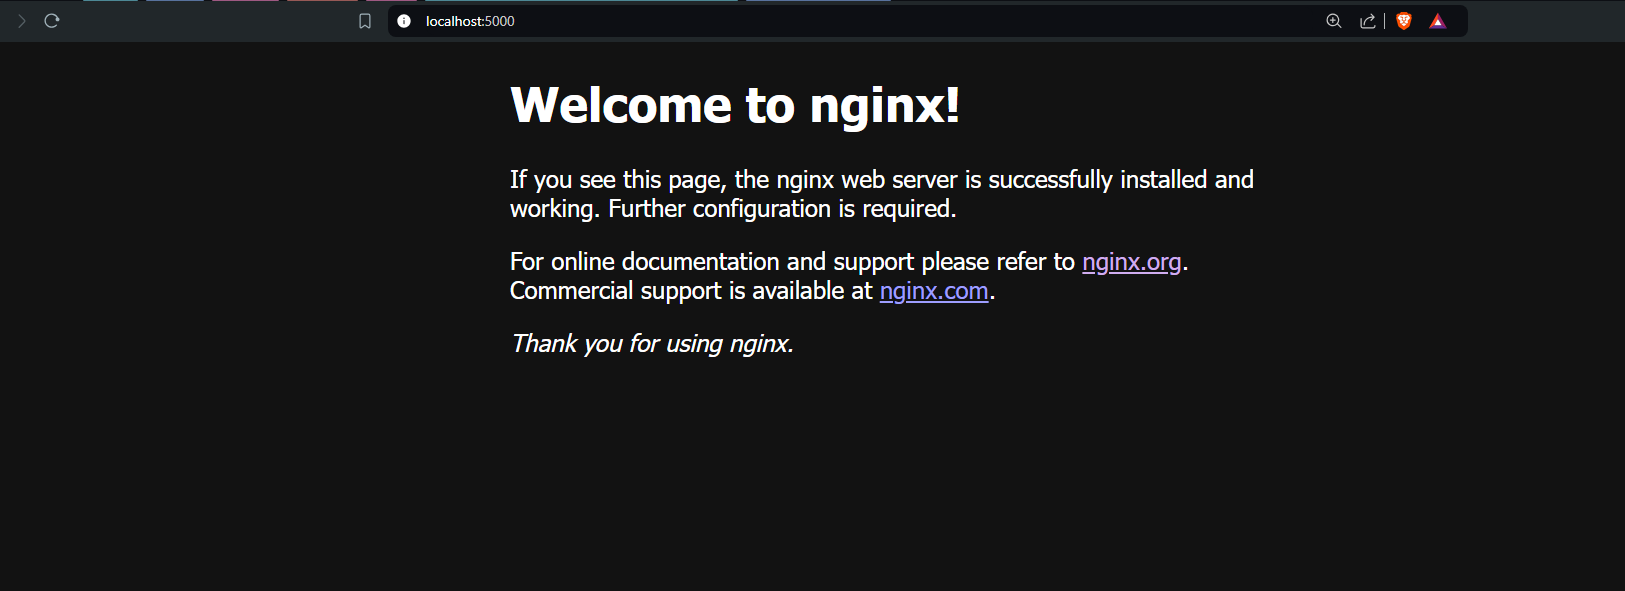 localhost:5000
Welcome to nginx!
If you see this page, the nginx web server is successfully installed and
working. Further configuration is required.
For online documentation and support please refer to nginx.org.
Commercial support is available at nginx.com.
Thank you for using nginx.